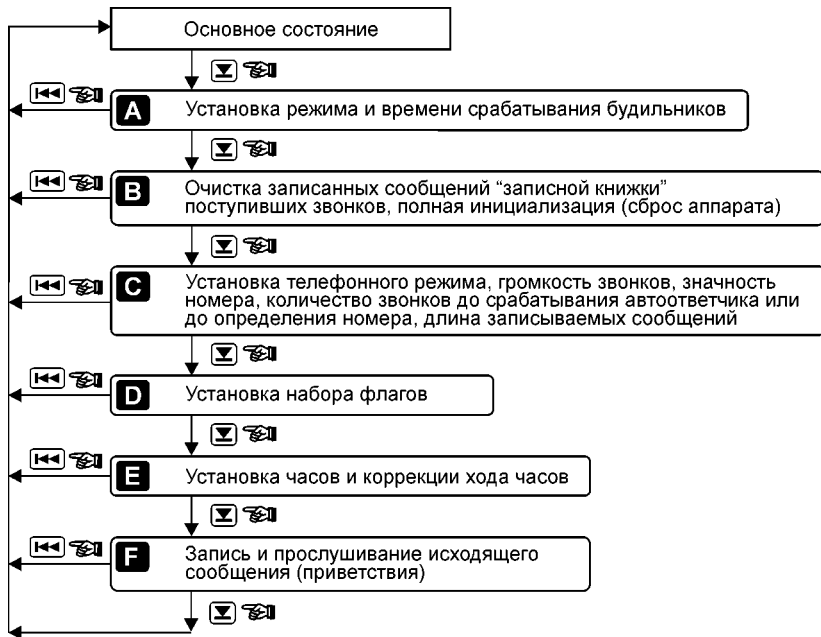 Основное состояние
A Установка режима и времени срабатывания будильников
B Очистка записанных сообщений “записной книжки”
поступивших звонков, полная инициализация (сброс аппарата)
C Установка телефонного режима, громкость звонков, значность
номера, количество звонков до срабатывания автоответчика или
до определения номера, длина записываемых сообщений
D Установка набора флагов
E Установка часов и коррекции хода часов
F Запись и прослушивание исходящего
сообщения (приветствия)